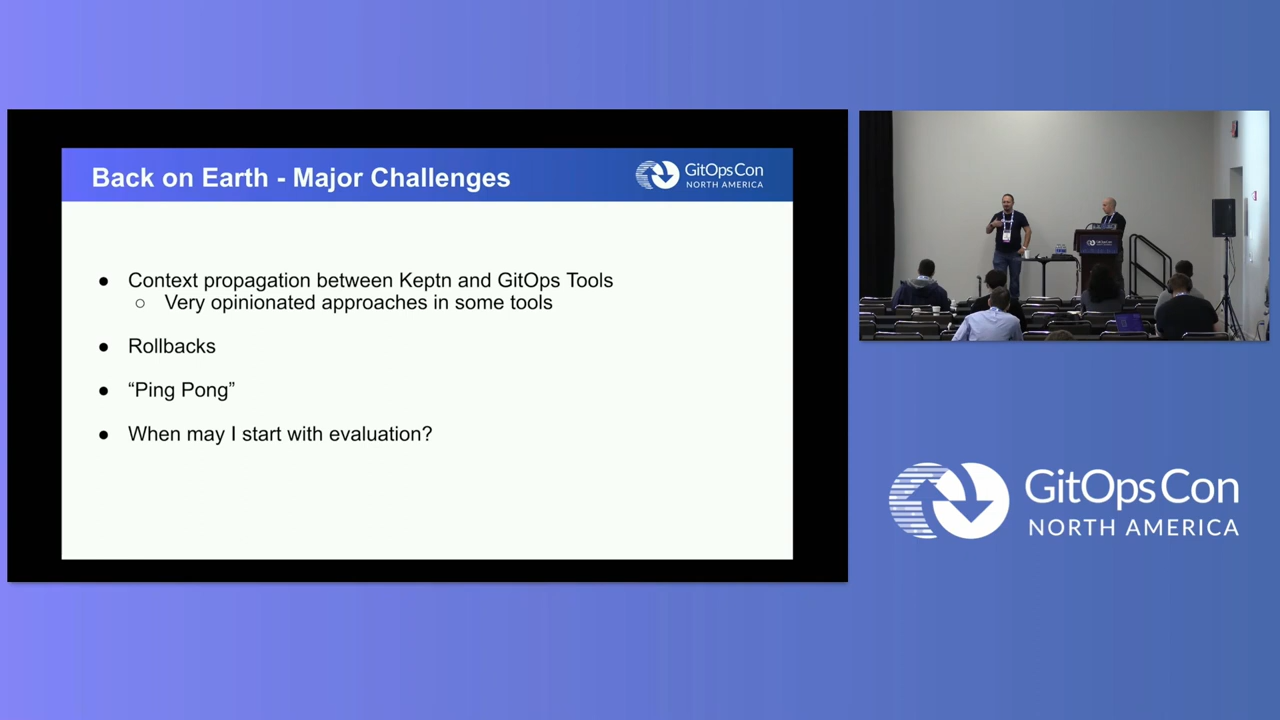 Back on Earth - Major Challenges
GitOpsCon
NORTH AMERICA
● Context propagation between Keptn and GitOps Tools
○ Very opinionated approaches in some tools
● Rollbacks
● “Ping Pong”
● When may I start with evaluation?
GitOpsCon
NORTH AMERICA